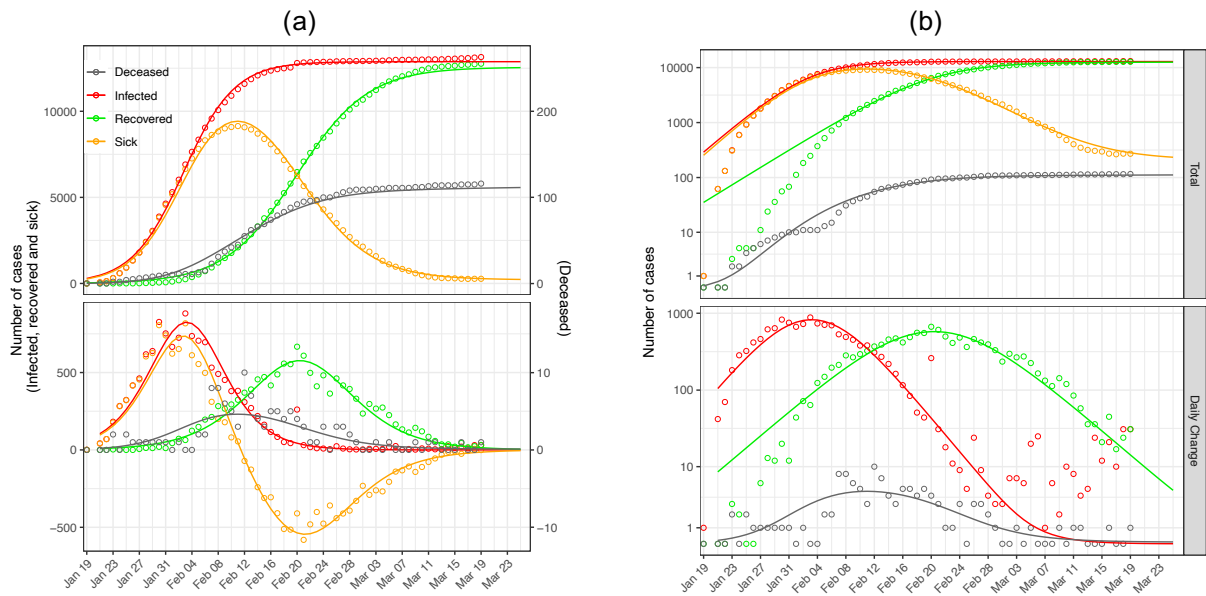 (a)
Deceased
Infected
Recovered
Sick
10000
5000
0
200
100
0
500
0
−500
10
0
−10
Number of cases
(Infected, recovered and sick)
(Deceased)
Jan 19
Jan 23
Jan 27
Jan 31
Feb 04
Feb 08
Feb 12
Feb 16
Feb 20
Feb 24
Feb 28
Mar 03
Mar 07
Mar 11
Mar 15
Mar 19
Mar 23
(b)
10000
1000
100
10
1
Total
1000
100
10
1
Daily Change
Number of cases
Jan 19
Jan 23
Jan 27
Jan 31
Feb 04
Feb 08
Feb 12
Feb 16
Feb 20
Feb 24
Feb 28
Mar 03
Mar 07
Mar 11
Mar 15
Mar 19
Mar 23